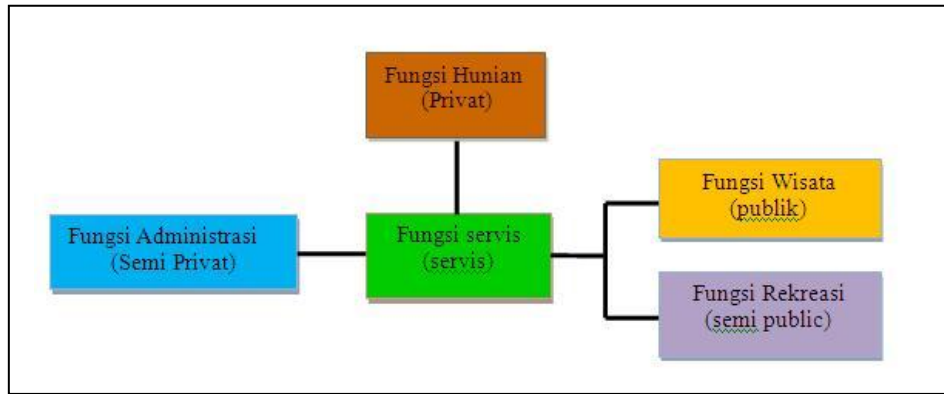 Fungsi Hunian
(Privat)
Fungsi Administrasi
(Semi Privat)
Fungsi servis
(servis)
Fungsi Wisata
(publik)
Fungsi Rekreasi
(semi public)